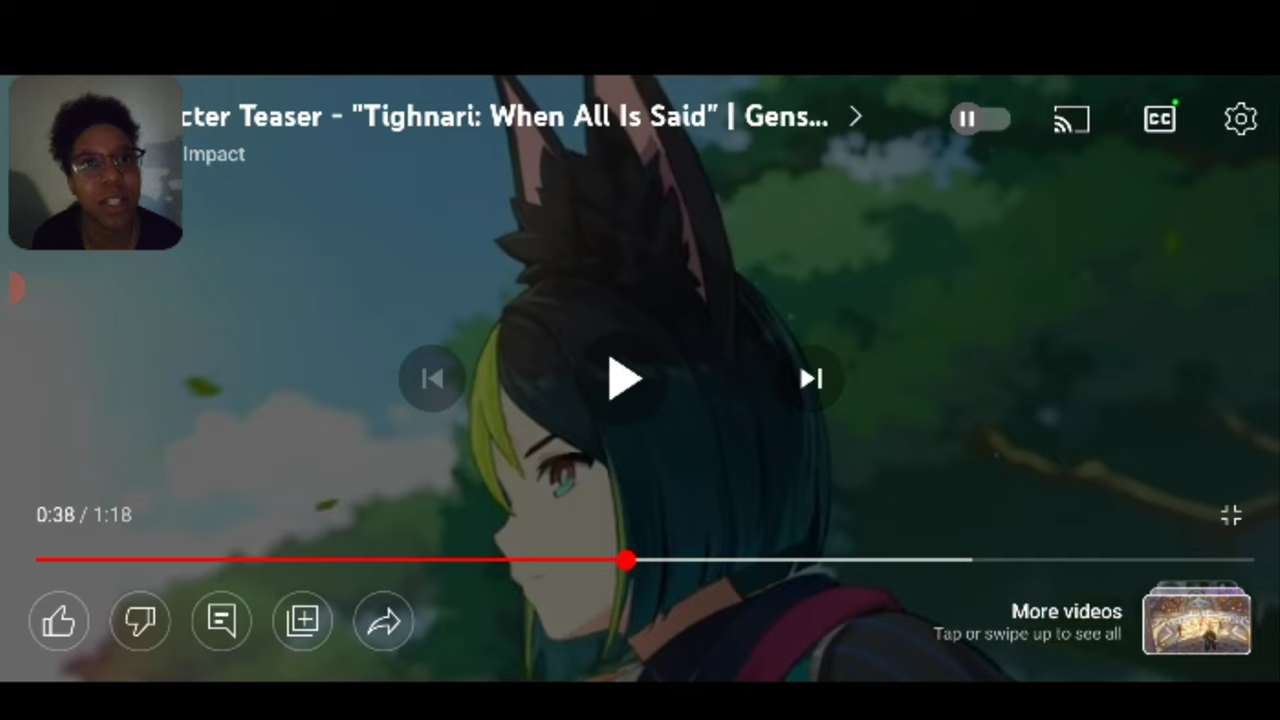 cter Teaser - "Tighnari: When All Is Said" | Gens...
Impact
CC
0:38 / 1:18
More videos
Tap or swipe up to see all